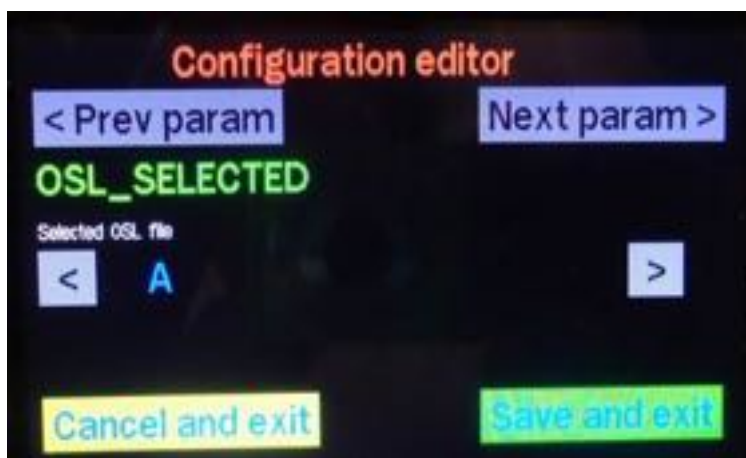 Configuration editor
< Prev param Next param >
OSL_SELECTED
Selected OSL file
< A >
Cancel and exit Save and exit